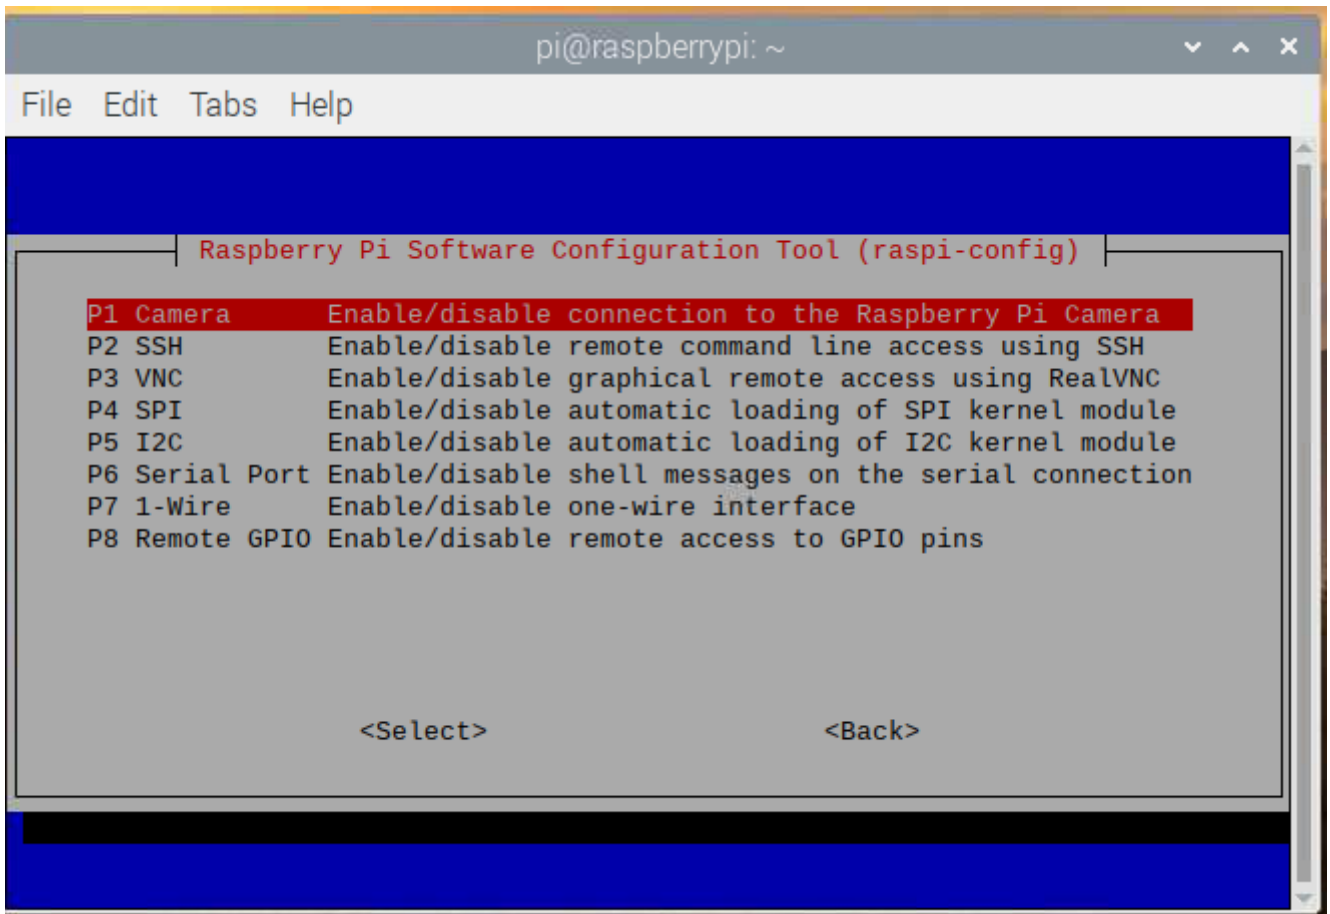 pi@raspberrypi: ~
File Edit Tabs Help
Raspberry Pi Software Configuration Tool (raspi-config)
P1 Camera Enable/disable connection to the Raspberry Pi Camera
P2 SSH Enable/disable remote command line access using SSH
P3 VNC Enable/disable graphical remote access using RealVNC
P4 SPI Enable/disable automatic loading of SPI kernel module
P5 I2C Enable/disable automatic loading of I2C kernel module
P6 Serial Port Enable/disable shell messages on the serial connection
P7 1-Wire Enable/disable one-wire interface
P8 Remote GPIO Enable/disable remote access to GPIO pins
<Select> <Back>